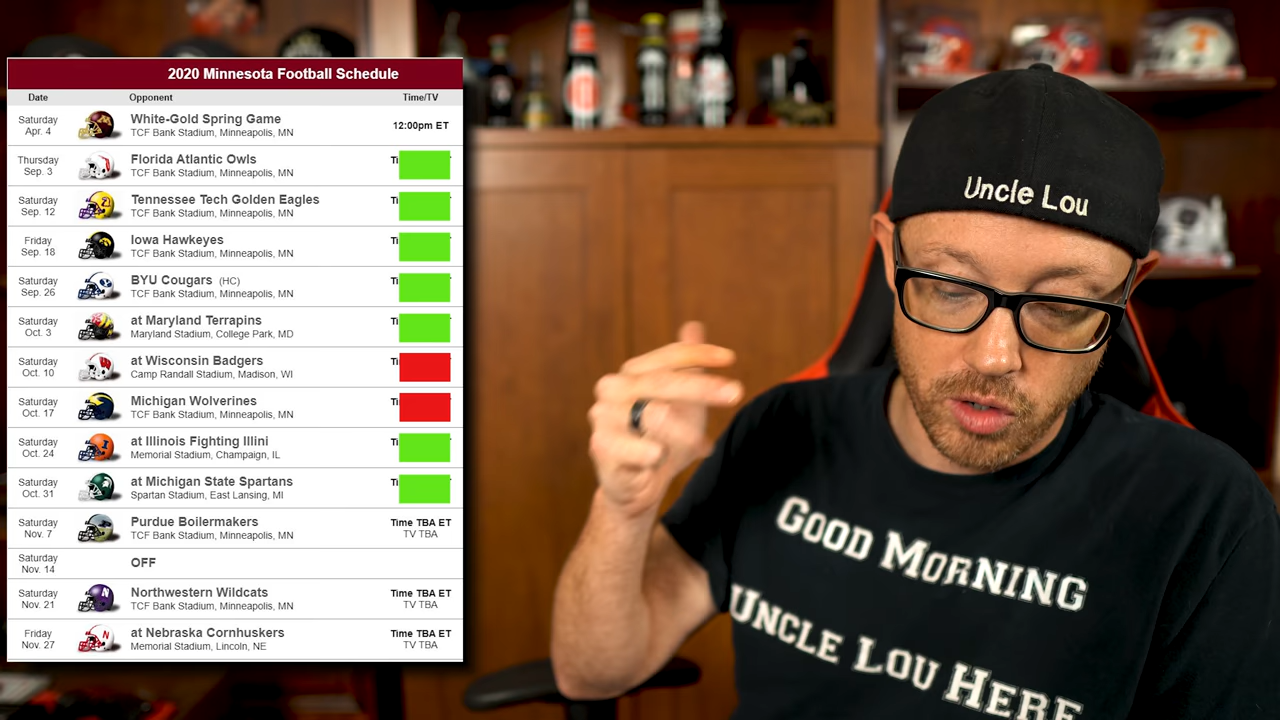 2020 Minnesota Football Schedule
Date Opponent Time/TV
Saturday Apr. 4
White-Gold Spring Game
TCF Bank Stadium, Minneapolis, MN
12:00pm ET
Thursday Sep. 3
Florida Atlantic Owls
TCF Bank Stadium, Minneapolis, MN
Saturday Sep. 12
Tennessee Tech Golden Eagles
TCF Bank Stadium, Minneapolis, MN
Friday Sep. 18
Iowa Hawkeyes
TCF Bank Stadium, Minneapolis, MN
Saturday Sep. 26
BYU Cougars (HC)
TCF Bank Stadium, Minneapolis, MN
Saturday Oct. 3
at Maryland Terrapins
Maryland Stadium, College Park, MD
Saturday Oct. 10
at Wisconsin Badgers
Camp Randall Stadium, Madison, WI
Saturday Oct. 17
Michigan Wolverines
TCF Bank Stadium, Minneapolis, MN
Saturday Oct. 24
at Illinois Fighting Illini
Memorial Stadium, Champaign, IL
Saturday Oct. 31
at Michigan State Spartans
Spartan Stadium, East Lansing, MI
Saturday Nov. 7
Purdue Boilermakers
TCF Bank Stadium, Minneapolis, MN
Time TBA ET
TV TBA
Saturday Nov. 14
OFF
Saturday Nov. 21
Northwestern Wildcats
TCF Bank Stadium, Minneapolis, MN
Time TBA ET
TV TBA
Friday Nov. 27
at Nebraska Cornhuskers
Memorial Stadium, Lincoln, NE
Time TBA ET
TV TBA
Uncle Lou
GOOD MORNING
UNCLE LOU HERE